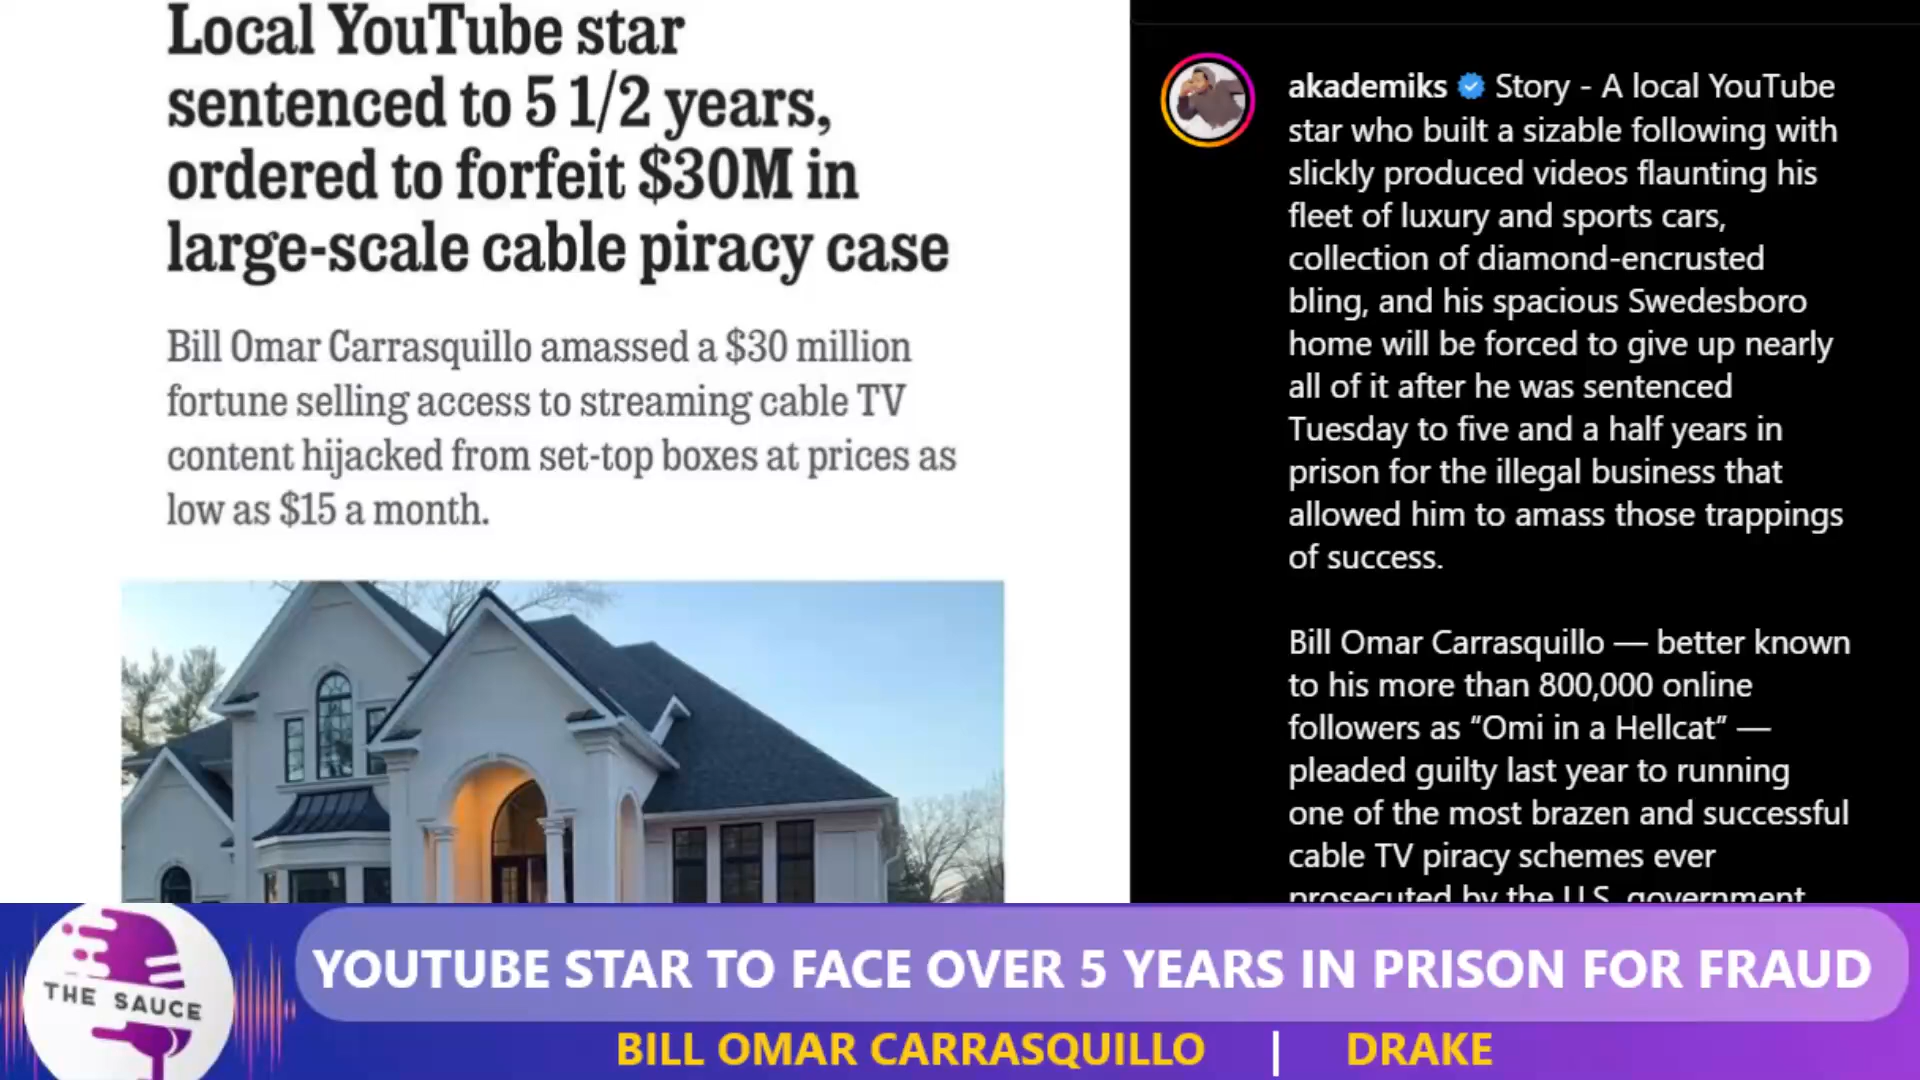 Local YouTube star
sentenced to 5 1/2 years,
ordered to forfeit $30M in
large-scale cable piracy case
Bill Omar Carrasquillo amassed a $30 million
fortune selling access to streaming cable TV
content hijacked from set-top boxes at prices as
low as $15 a month.
akademiks Story - A local YouTube
star who built a sizable following with
slickly produced videos flaunting his
fleet of luxury and sports cars,
collection of diamond-encrusted
bling, and his spacious Swedesboro
home will be forced to give up nearly
all of it after he was sentenced
Tuesday to five and a half years in
prison for the illegal business that
allowed him to amass those trappings
of success.
Bill Omar Carrasquillo — better known
to his more than 800,000 online
followers as “Omi in a Hellcat” —
pleaded guilty last year to running
one of the most brazen and successful
cable TV piracy schemes ever
prosecuted by the U.S. government
THE SAUCE
YOUTUBE STAR TO FACE OVER 5 YEARS IN PRISON FOR FRAUD
BILL OMAR CARRASQUILLO | DRAKE